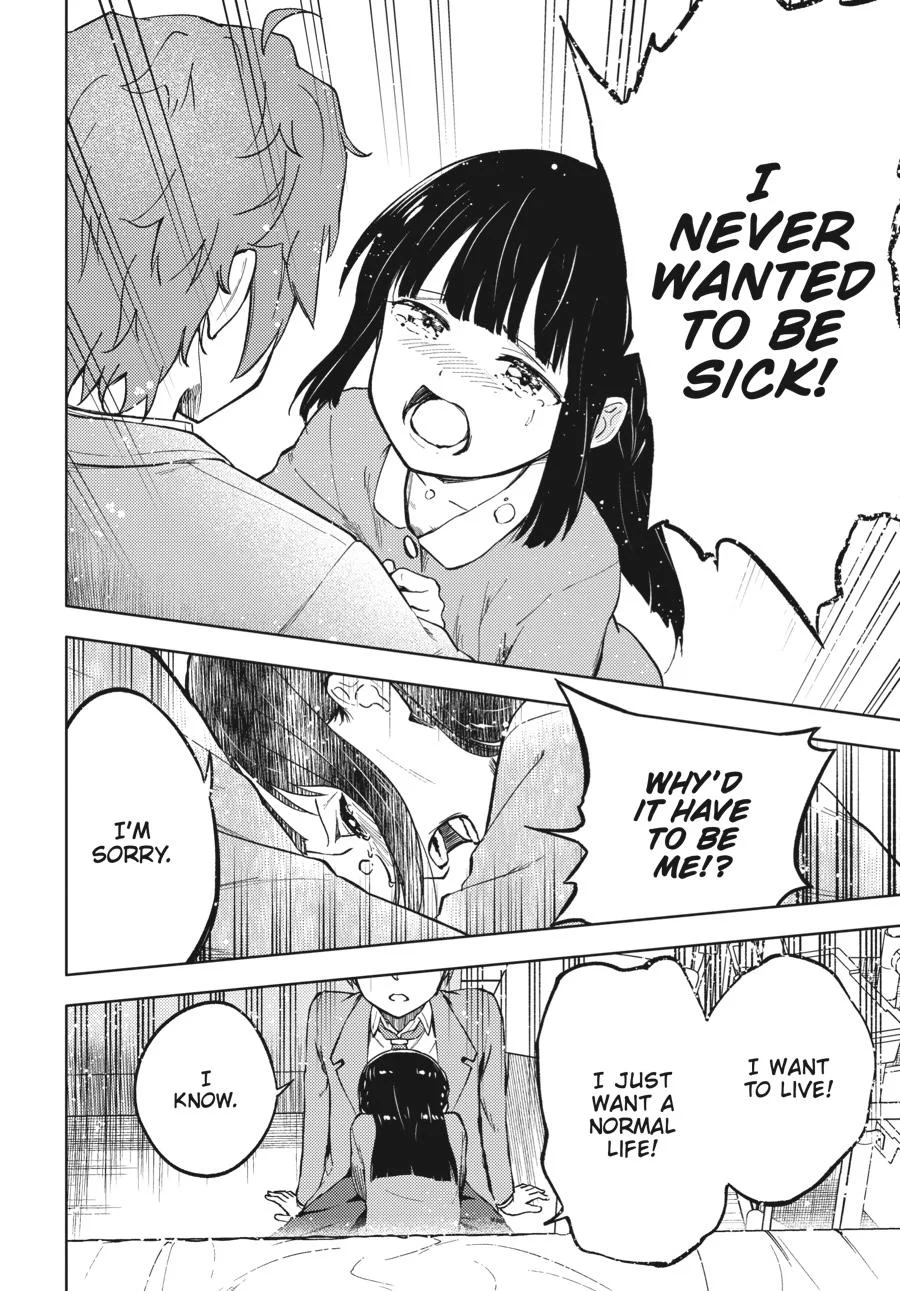 I
NEVER
WANTED
TO BE
SICK!
WHY'D
IT HAVE
TO BE
ME!?
I'M
SORRY.
I WANT
TO LIVE!
I JUST
WANT A
NORMAL
LIFE!
I
KNOW.